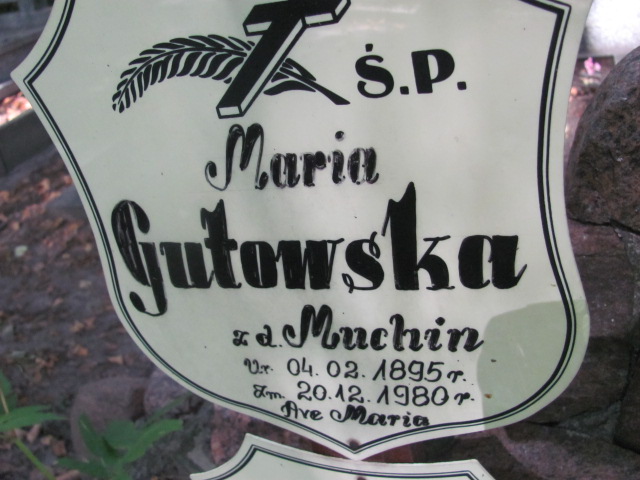 Ś.P.
Maria
Gutowska
z d. Muchin
Ur. 04.02.1895 r.
Zm. 20.12.1980 r.
Ave Maria